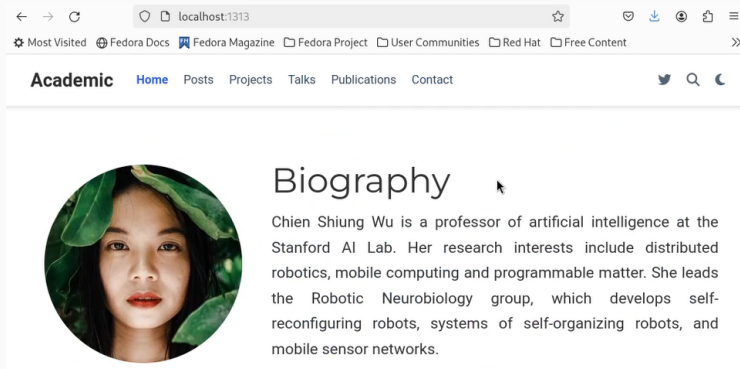 localhost:1313
Most Visited Fedora Docs Fedora Magazine Fedora Project User Communities Red Hat Free Content
Academic Home Posts Projects Talks Publications Contact
Biography
Chien Shiung Wu is a professor of artificial intelligence at the
Stanford AI Lab. Her research interests include distributed
robotics, mobile computing and programmable matter. She leads
the Robotic Neurobiology group, which develops self-
reconfiguring robots, systems of self-organizing robots, and
mobile sensor networks.